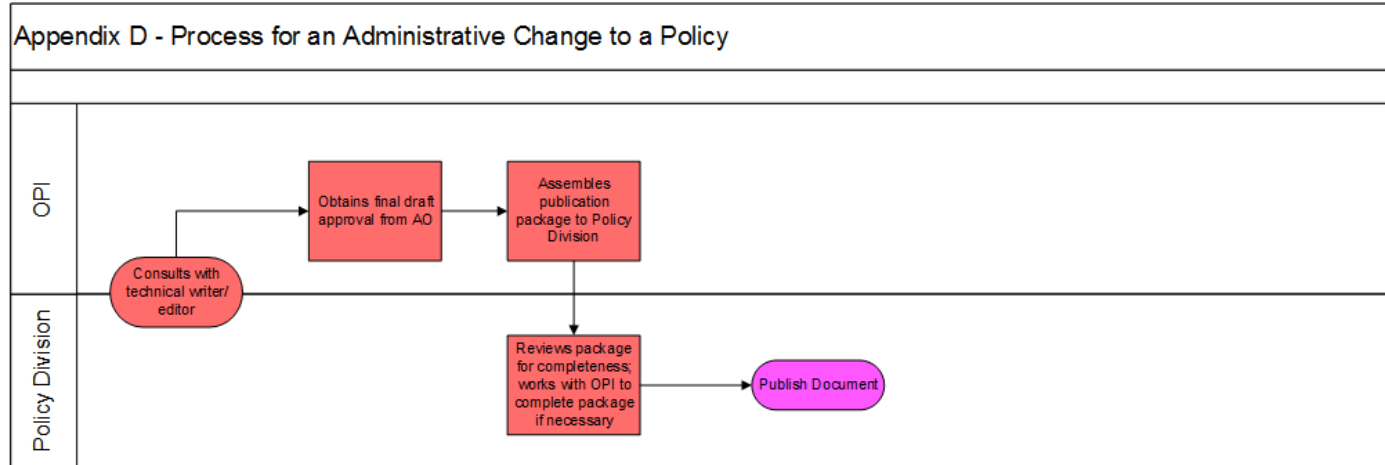 Appendix D - Process for an Administrative Change to a Policy
OPI
Obtains final draft
approval from AO
Assembles
publication
package to Policy
Division
Consults with
technical writer/
editor
Policy Division
Reviews package
for completeness;
works with OPI to
complete package
if necessary
Publish Document